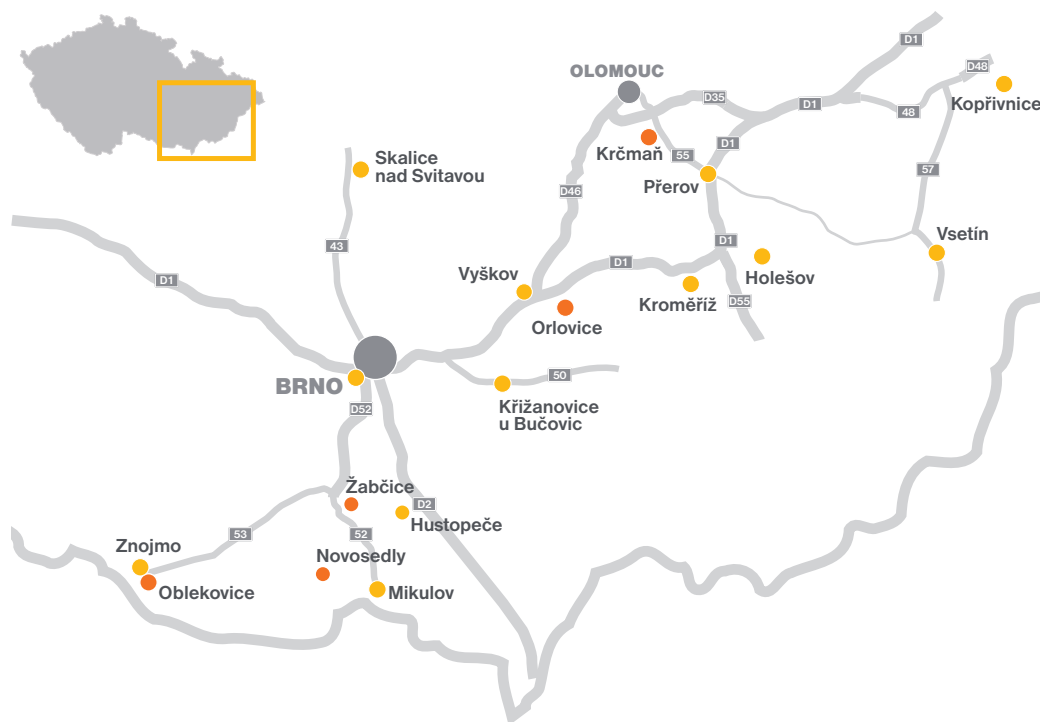 D1
D48
OLOMOUC
D35
D1
48
Kopřivnice
Skalice
nad Svitavou
Krčmaň
55
D1
Přerov
57
D46
43
D1
D1
Vsetín
D1
Holešov
Vyškov
Kroměříž
D55
Orlovice
BRNO
50
D52
Křižanovice
u Bučovic
Žabčice
D2
Hustopeče
53
52
Znojmo
Novosedly
Oblekovice
Mikulov